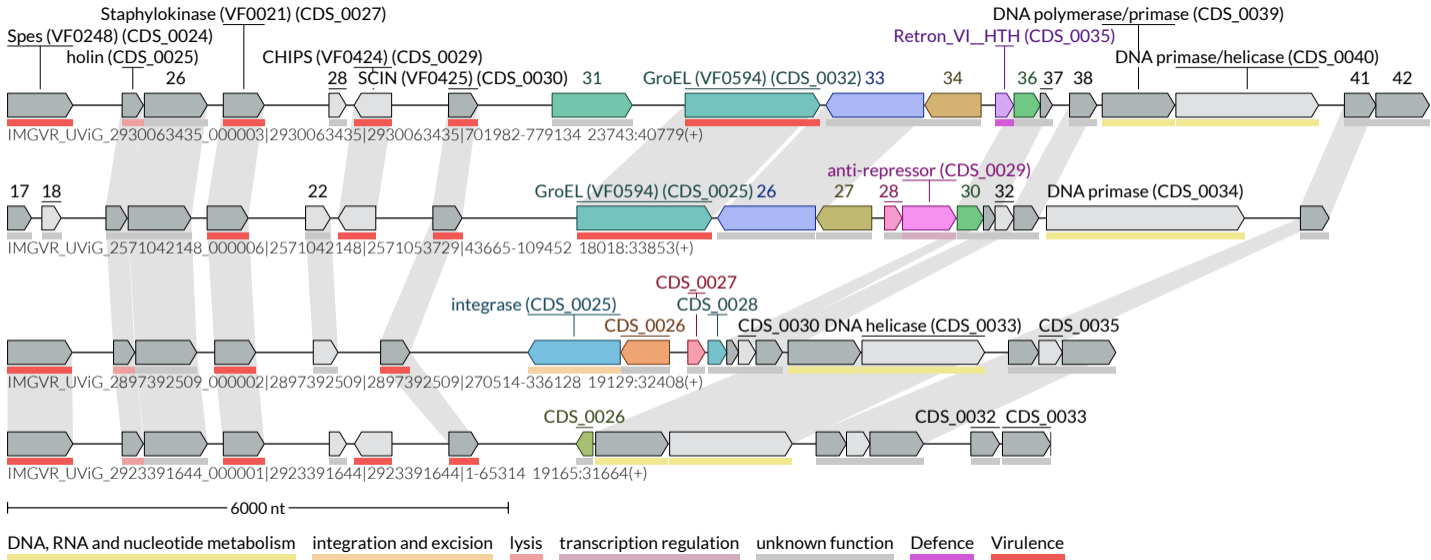 Staphylokinase (VF0021) (CDS_0027)
DNA polymerase/primase (CDS_0039)
Spes (VF0248) (CDS_0024)
Retron_VI__HTH (CDS_0035)
holin (CDS_0025)
CHIPS (VF0424) (CDS_0029)
DNA primase/helicase (CDS_0040)
26 28 SCIN (VF0425) (CDS_0030) 31 GroEL (VF0594) (CDS_0032) 33 34 36 37 38 41 42
IMGVR_UViG_2930063435_000003|2930063435|2930063435|701982-779134 23743:40779(+)
anti-repressor (CDS_0029)
17 18 22 GroEL (VF0594) (CDS_0025) 26 27 28 30 32 DNA primase (CDS_0034)
IMGVR_UViG_2571042148_000006|2571042148|2571053729|43665-109452 18018:33853(+)
CDS_0027
integrase (CDS_0025) CDS_0028
CDS_0026 CDS_0030 DNA helicase (CDS_0033) CDS_0035
IMGVR_UViG_2897392509_000002|2897392509|2897392509|270514-336128 19129:32408(+)
CDS_0026 CDS_0032 CDS_0033
IMGVR_UViG_2923391644_000001|2923391644|2923391644|1-65314 19165:31664(+)
6000 nt
DNA, RNA and nucleotide metabolism integration and excision lysis transcription regulation unknown function Defence Virulence